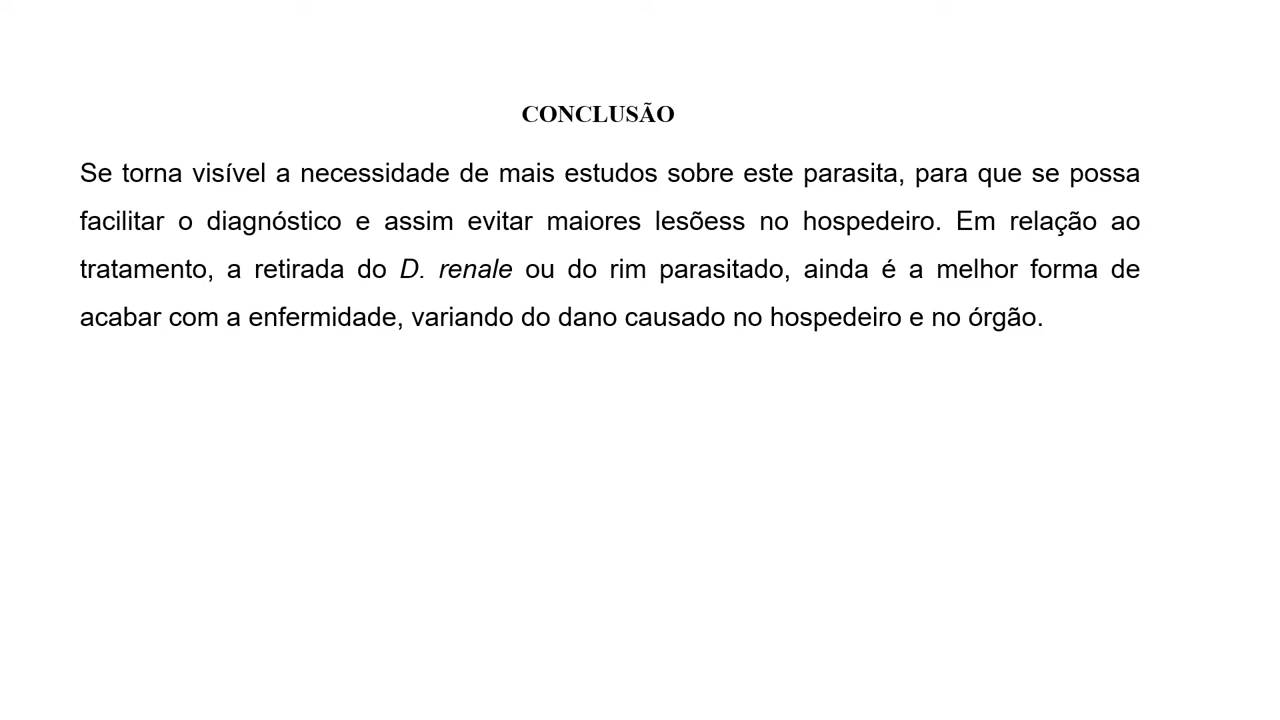 CONCLUSÃO
Se torna visível a necessidade de mais estudos sobre este parasita, para que se possa
facilitar o diagnóstico e assim evitar maiores lesõess no hospedeiro. Em relação ao
tratamento, a retirada do D. renale ou do rim parasitado, ainda é a melhor forma de
acabar com a enfermidade, variando do dano causado no hospedeiro e no órgão.